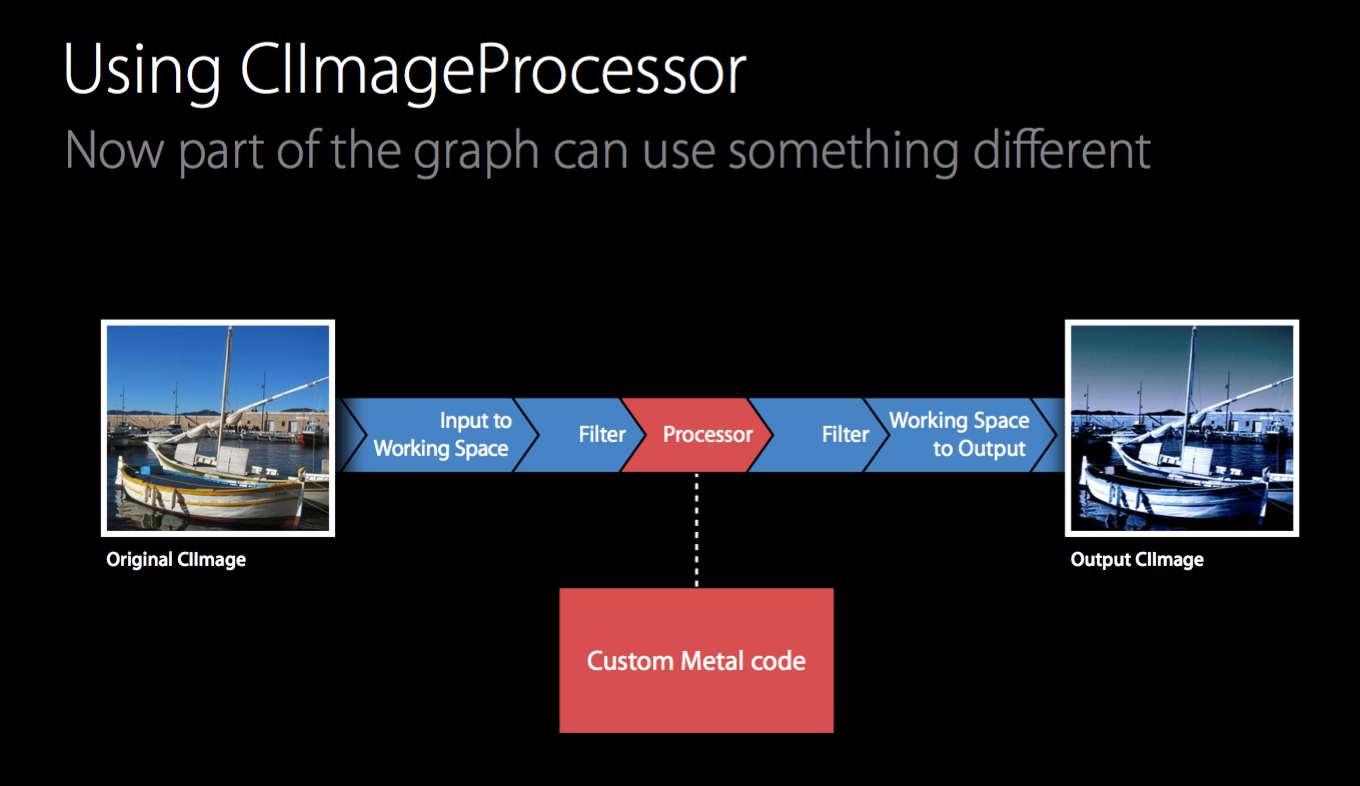 Using CIImageProcessor
Now part of the graph can use something different
Input to
Working Space
Filter
Processor
Filter
Working Space
to Output
Original CIImage
Output CIImage
Custom Metal code